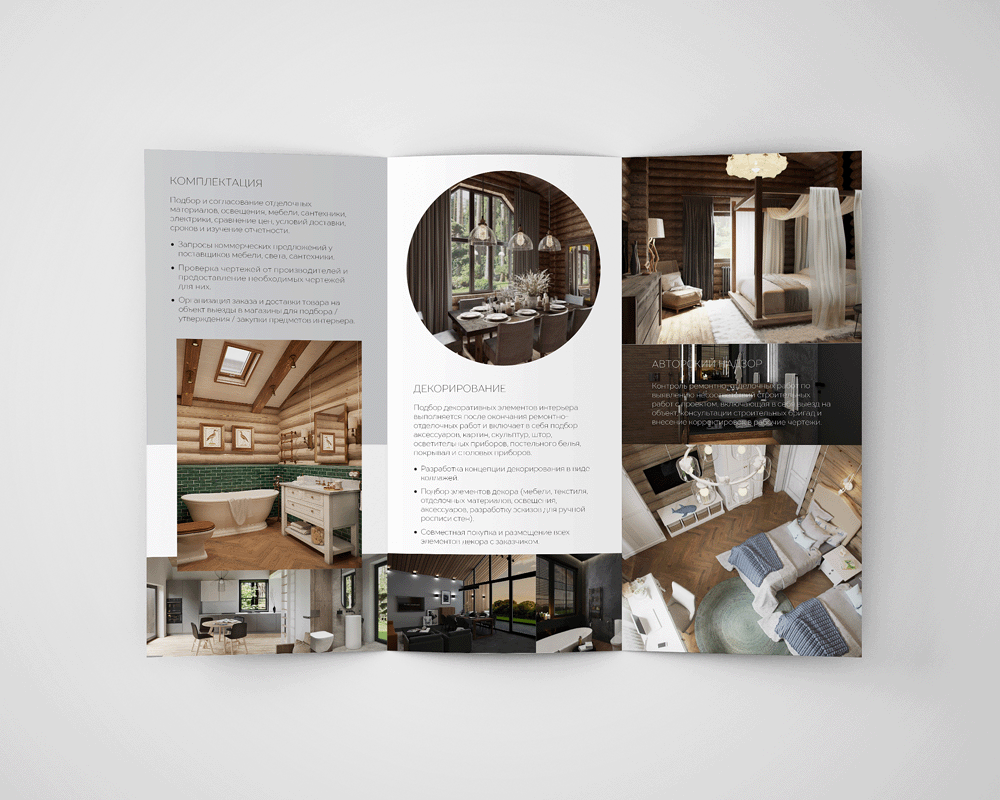 КОМПЛЕКТАЦИЯ
Подбор и согласование отделочных
материалов, освещения, мебели, сантехники,
электрики, сравнение цен, условий доставки,
сроков и изучение отчетности.
• Запросы коммерческих предложений у
поставщиков мебели, света, сантехники.
• Проверка чертежей от производителей и
предоставление необходимых чертежей
для них.
• Организация заказа и доставки товара на
объект выезды в магазины для подбора /
утверждения / закупки предметов интерьера.
ДЕКОРИРОВАНИЕ
Подбор декоративных элементов интерьера
выполняется после окончания ремонтно-
отделочных работ и включает в себя подбор
аксессуаров, картин, скульптур, штор,
осветительных приборов, постельного белья,
покрывал и столовых приборов.
• Разработка концепции декорирования в виде
коллажей.
• Подбор элементов декора (мебели, текстиля,
отделочных материалов, освещения,
аксессуаров, разработку эскизов для ручной
росписи стен).
• Совместная покупка и размещение всех
элементов декора с заказчиком.
АВТОРСКИЙ НАДЗОР
Контроль ремонтно-отделочных работ по
выявлению несоответствий строительных
работ с проектом, включающая в себя выезд на
объект, консультации строительных бригад и
внесение корректировок в рабочие чертежи.